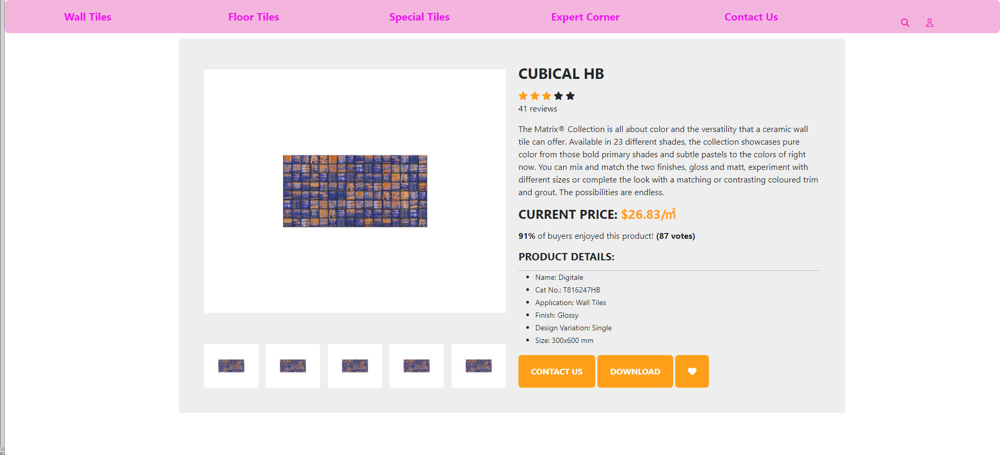 Wall Tiles
Floor Tiles
Special Tiles
Expert Corner
Contact Us
CUBICAL HB
41 reviews
The Matrix® Collection is all about color and the versatility that a ceramic wall
tile can offer. Available in 23 different shades, the collection showcases pure
color from those bold primary shades and subtle pastels to the colors of right
now. You can mix and match the two finishes, gloss and matt, experiment with
different sizes or complete the look with a matching or contrasting coloured trim
and grout. The possibilities are endless.
CURRENT PRICE: $26.83/㎡
91% of buyers enjoyed this product! (87 votes)
PRODUCT DETAILS:
Name: Digitale
Cat No.: T816247HB
Application: Wall Tiles
Finish: Glossy
Design Variation: Single
Size: 300x600 mm
CONTACT US
DOWNLOAD